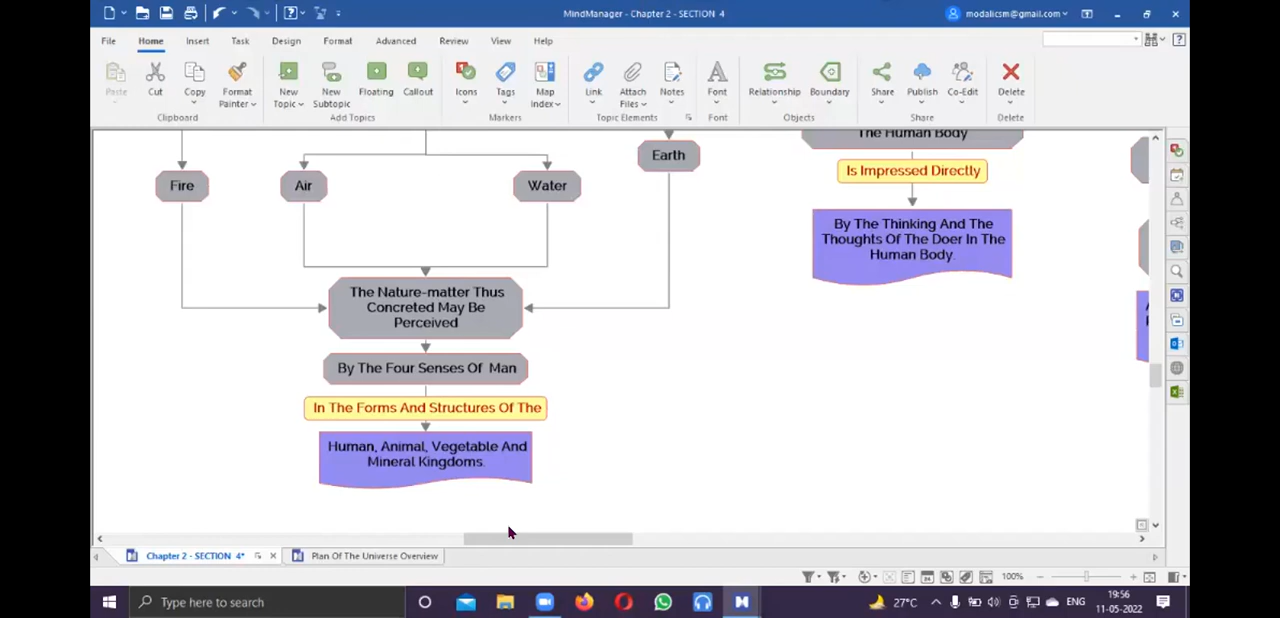 MindManager - Chapter 2 - SECTION 4
modalicsm@gmail.com
File Home Insert Task Design Format Advanced Review View Help
Paste Cut Copy Format Painter New Topic New Subtopic Floating Callout Icons Tags Map Index Link Attach Files Notes Font Relationship Boundary Share Publish Co-Edit Delete
Clipboard Add Topics Markers Topic Elements Font Objects Share Delete
The Human Body
Earth
Is Impressed Directly
Fire Air Water
By The Thinking And The
Thoughts Of The Doer In The
Human Body.
The Nature-matter Thus
Concreted May Be
Perceived
By The Four Senses Of Man
In The Forms And Structures Of The
Human, Animal, Vegetable And
Mineral Kingdoms.
Chapter 2 - SECTION 4* Plan Of The Universe Overview
100%
Type here to search
27°C ENG
19:56
11-05-2022